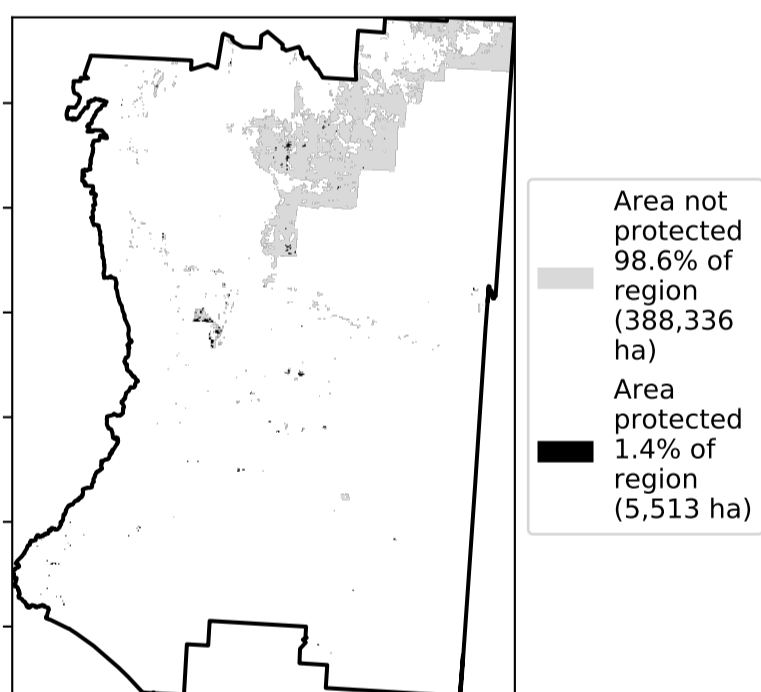 Area not
protected
98.6% of
region
(388,336
ha)
Area
protected
1.4% of
region
(5,513 ha)